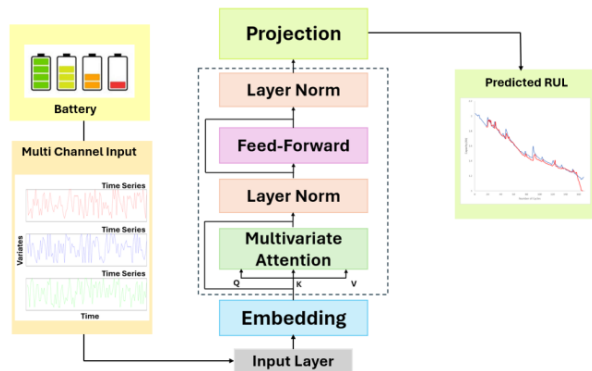 Battery
Multi Channel Input
Time Series
Time Series
Time Series
Variates
Time
Projection
Layer Norm
Feed-Forward
Layer Norm
Multivariate
Attention
Q
K
V
Embedding
Input Layer
Predicted RUL